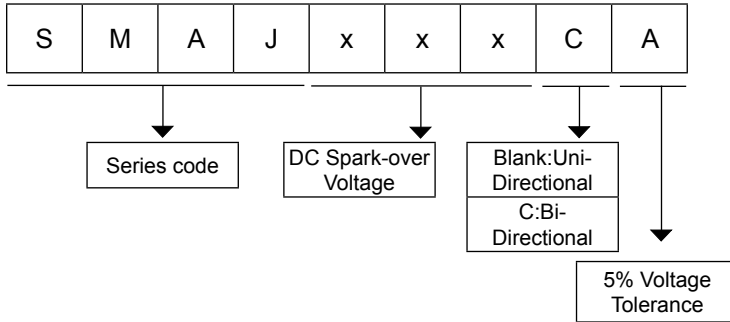 S M A J x x x C A
Series code
DC Spark-over
Voltage
Blank:Uni-
Directional
C:Bi-
Directional
5% Voltage
Tolerance